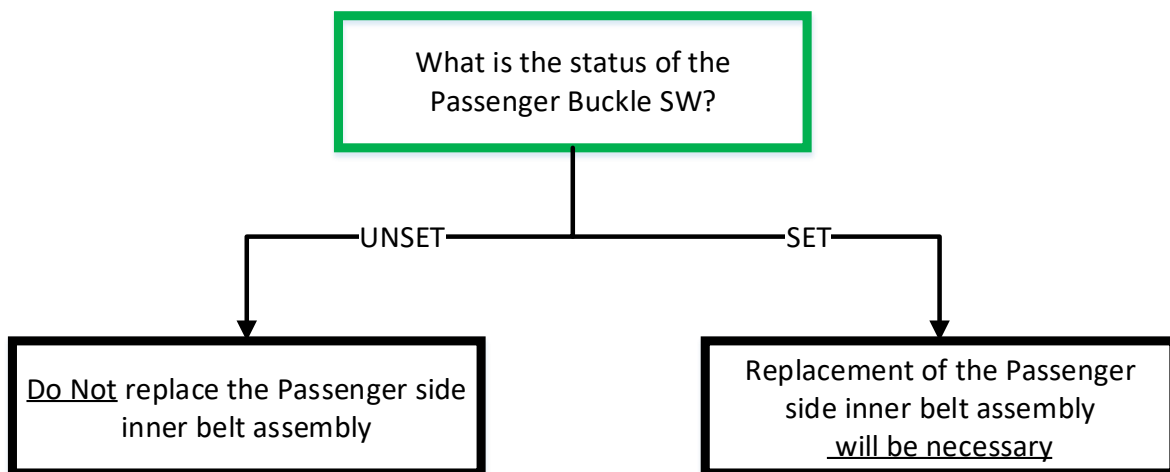 What is the status of the
Passenger Buckle SW?
UNSET
SET
Do Not replace the Passenger side
inner belt assembly
Replacement of the Passenger
side inner belt assembly
will be necessary